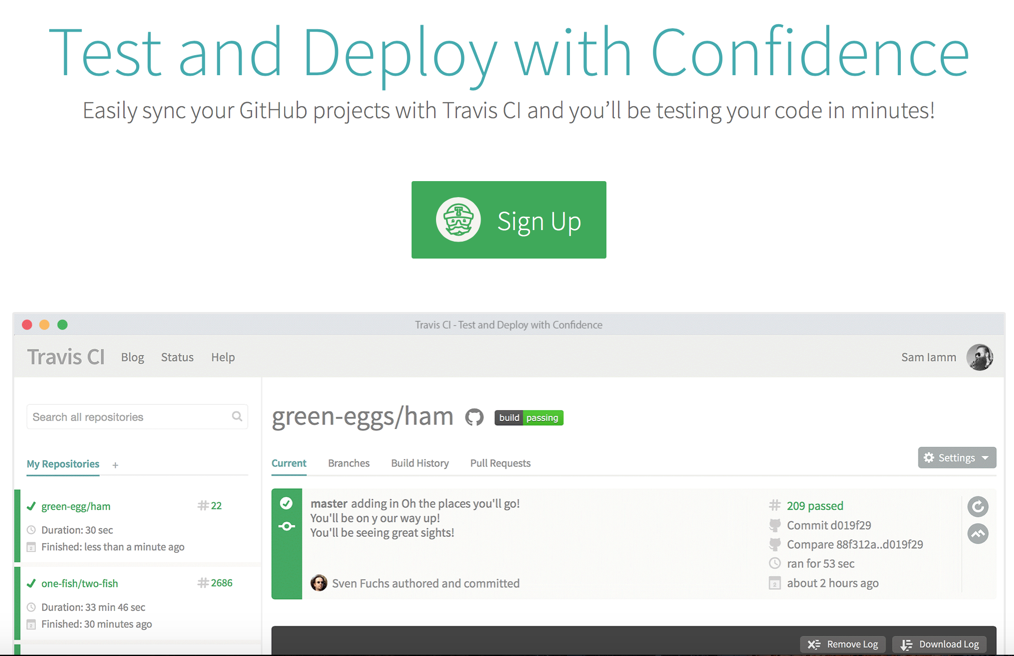 Test and Deploy with Confidence
Easily sync your GitHub projects with Travis CI and you'll be testing your code in minutes!
Sign Up
Travis CI - Test and Deploy with Confidence
Travis CI Blog Status Help
Sam Iamm
Search all repositories
My Repositories +
green-egg/ham #22
Duration: 30 sec
Finished: less than a minute ago
one-fish/two-fish #2686
Duration: 33 min 46 sec
Finished: 30 minutes ago
green-eggs/ham build passing
Current Branches Build History Pull Requests
Settings
master adding in Oh the places you'll go!
You'll be on y our way up!
You'll be seeing great sights!
Sven Fuchs authored and committed
# 209 passed
Commit d019f29
Compare 88f312a..d019f29
ran for 53 sec
about 2 hours ago
Remove Log Download Log